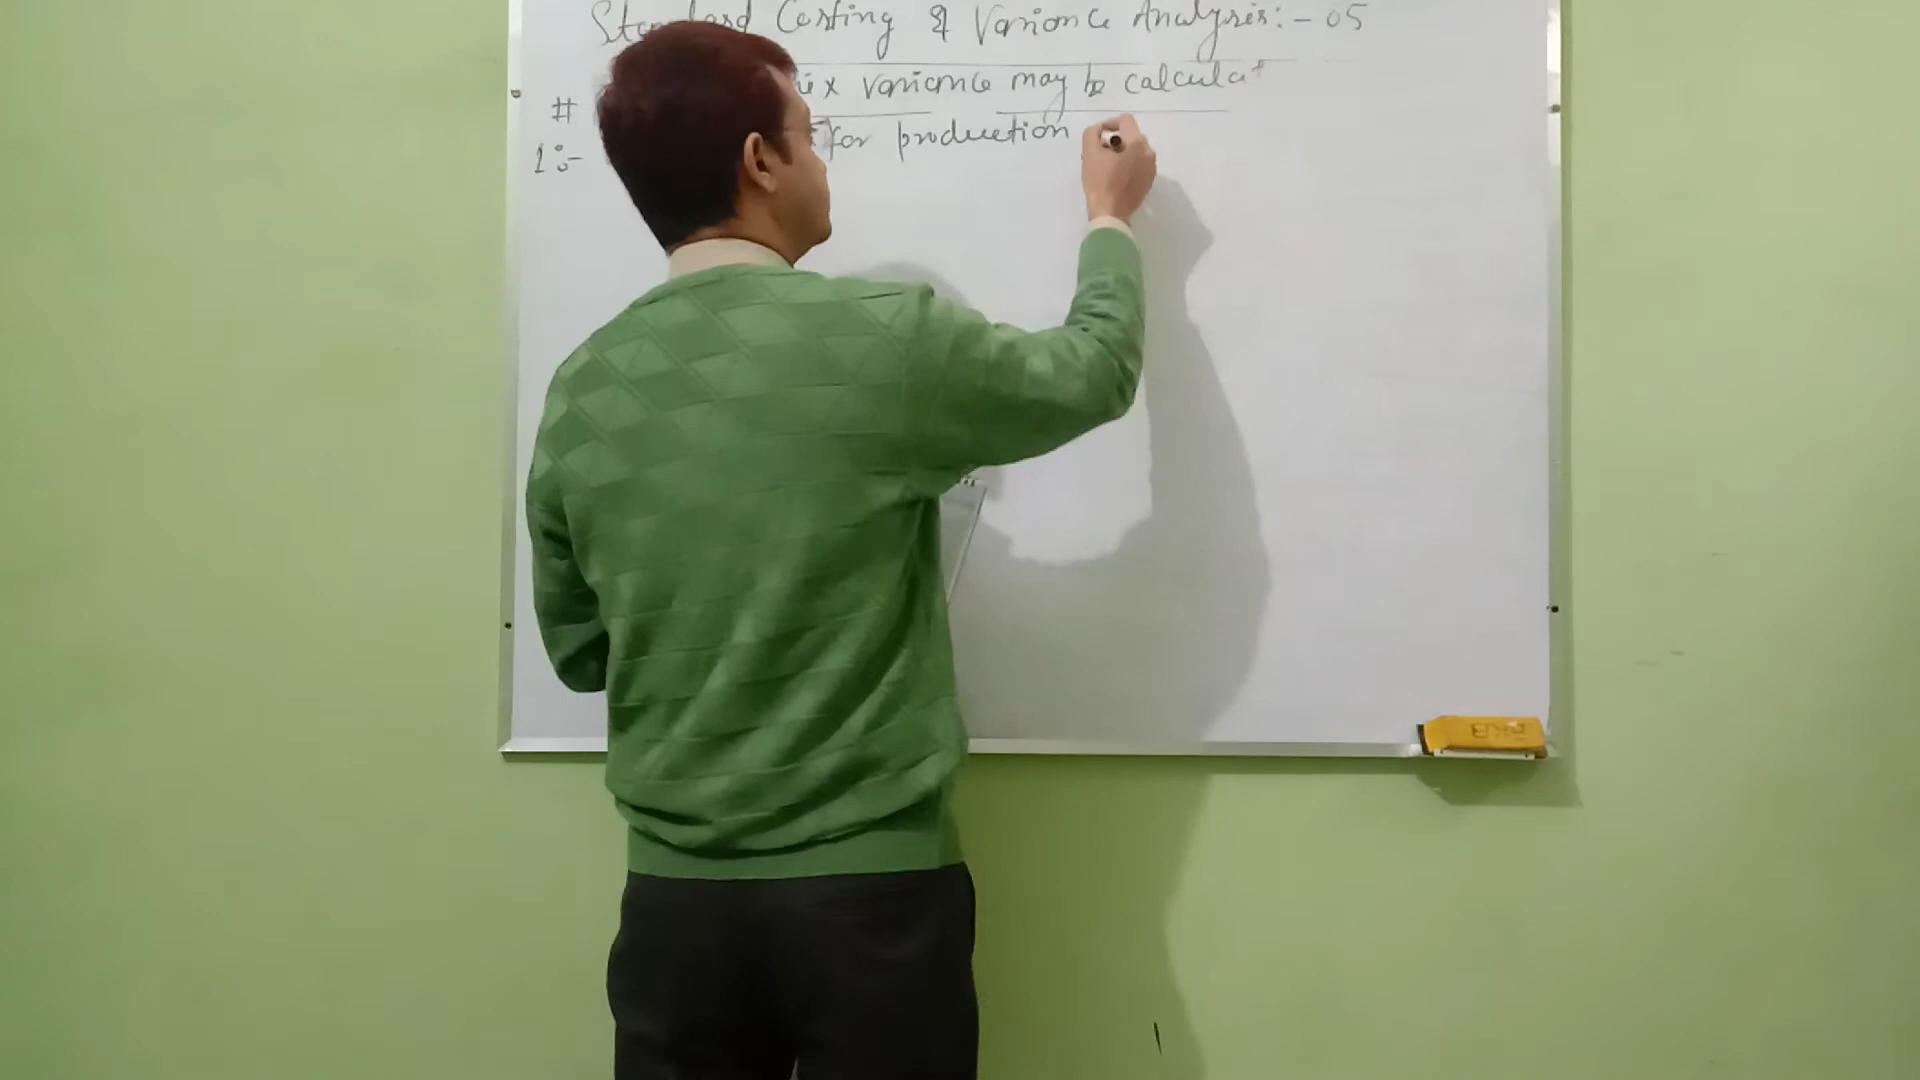 Standard Costing & Variance Analysis:- 05
# ix variance may be calculat
1:- for production